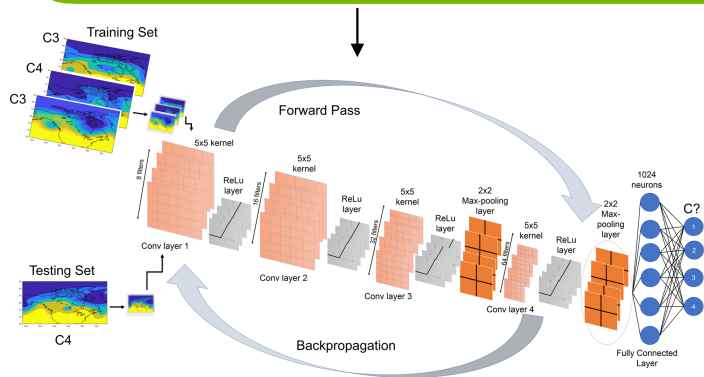 Training Set
C3
C4
C3
Forward Pass
5x5 kernel
8 filters
ReLu
layer
Conv layer 1
5x5
kernel
16 filters
ReLu
layer
Conv layer 2
5x5
kernel
32 filters
ReLu
layer
Conv layer 3
2x2
Max-pooling
layer
5x5
kernel
64 filters
ReLu
layer
Conv layer 4
2x2
Max-
pooling
layer
1024
neurons
C?
1
2
3
4
Fully Connected
Layer
Testing Set
C4
Backpropagation